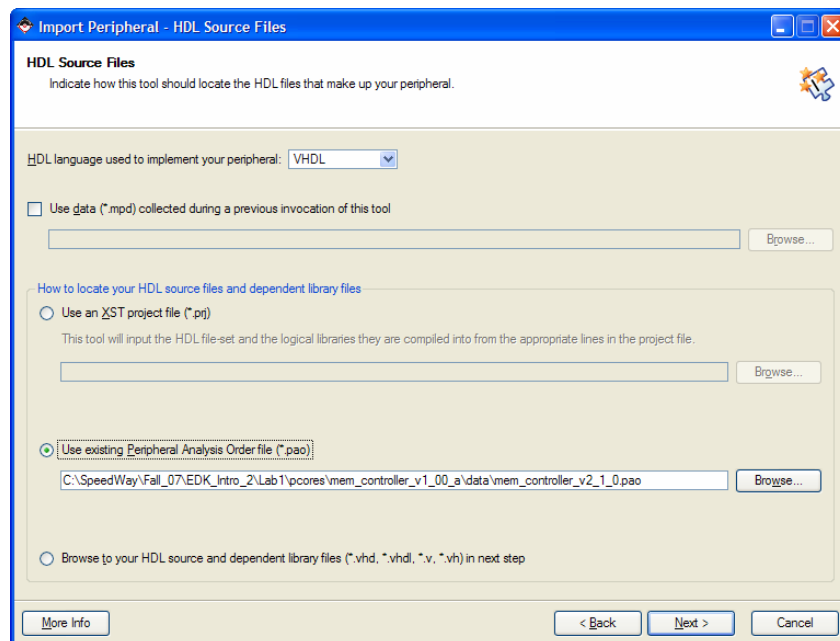 Import Peripheral - HDL Source Files
HDL Source Files
Indicate how this tool should locate the HDL files that make up your peripheral.
HDL language used to implement your peripheral: VHDL
Use data (*.mpd) collected during a previous invocation of this tool
Browse...
How to locate your HDL source files and dependent library files
Use an XST project file (*.prj)
This tool will input the HDL file-set and the logical libraries they are compiled into from the appropriate lines in the project file.
Browse...
Use existing Peripheral Analysis Order file (*.pao)
C:\SpeedWay\Fall_07\EDK_Intro_2\Lab1\pcores\mem_controller_v1_00_a\data\mem_controller_v2_1_0.pao Browse...
Browse to your HDL source and dependent library files (*.vhd, *.vhdl, *.v, *.vh) in next step
More Info < Back Next > Cancel